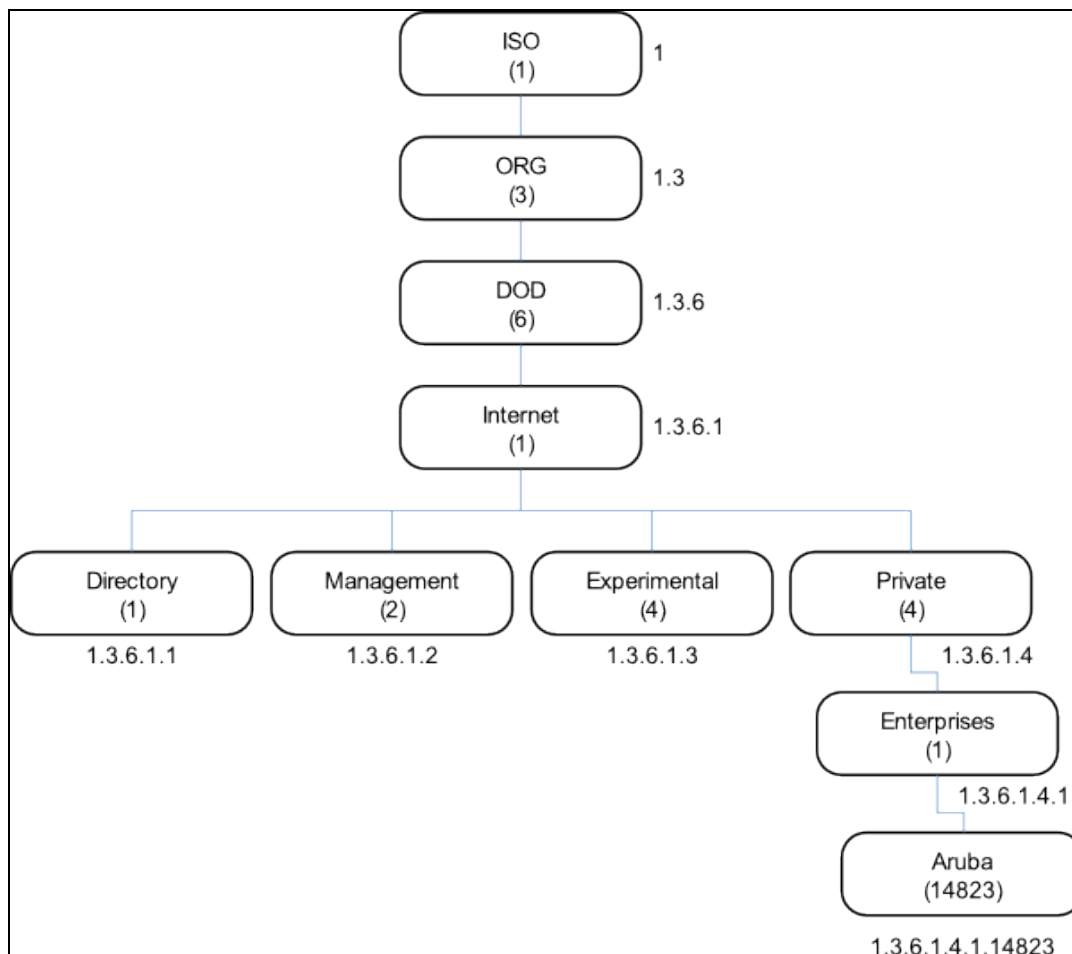 ISO
(1)
1
ORG
(3)
1.3
DOD
(6)
1.3.6
Internet
(1)
1.3.6.1
Directory
(1)
1.3.6.1.1
Management
(2)
1.3.6.1.2
Experimental
(4)
1.3.6.1.3
Private
(4)
1.3.6.1.4
Enterprises
(1)
1.3.6.1.4.1
Aruba
(14823)
1.3.6.1.4.1.14823